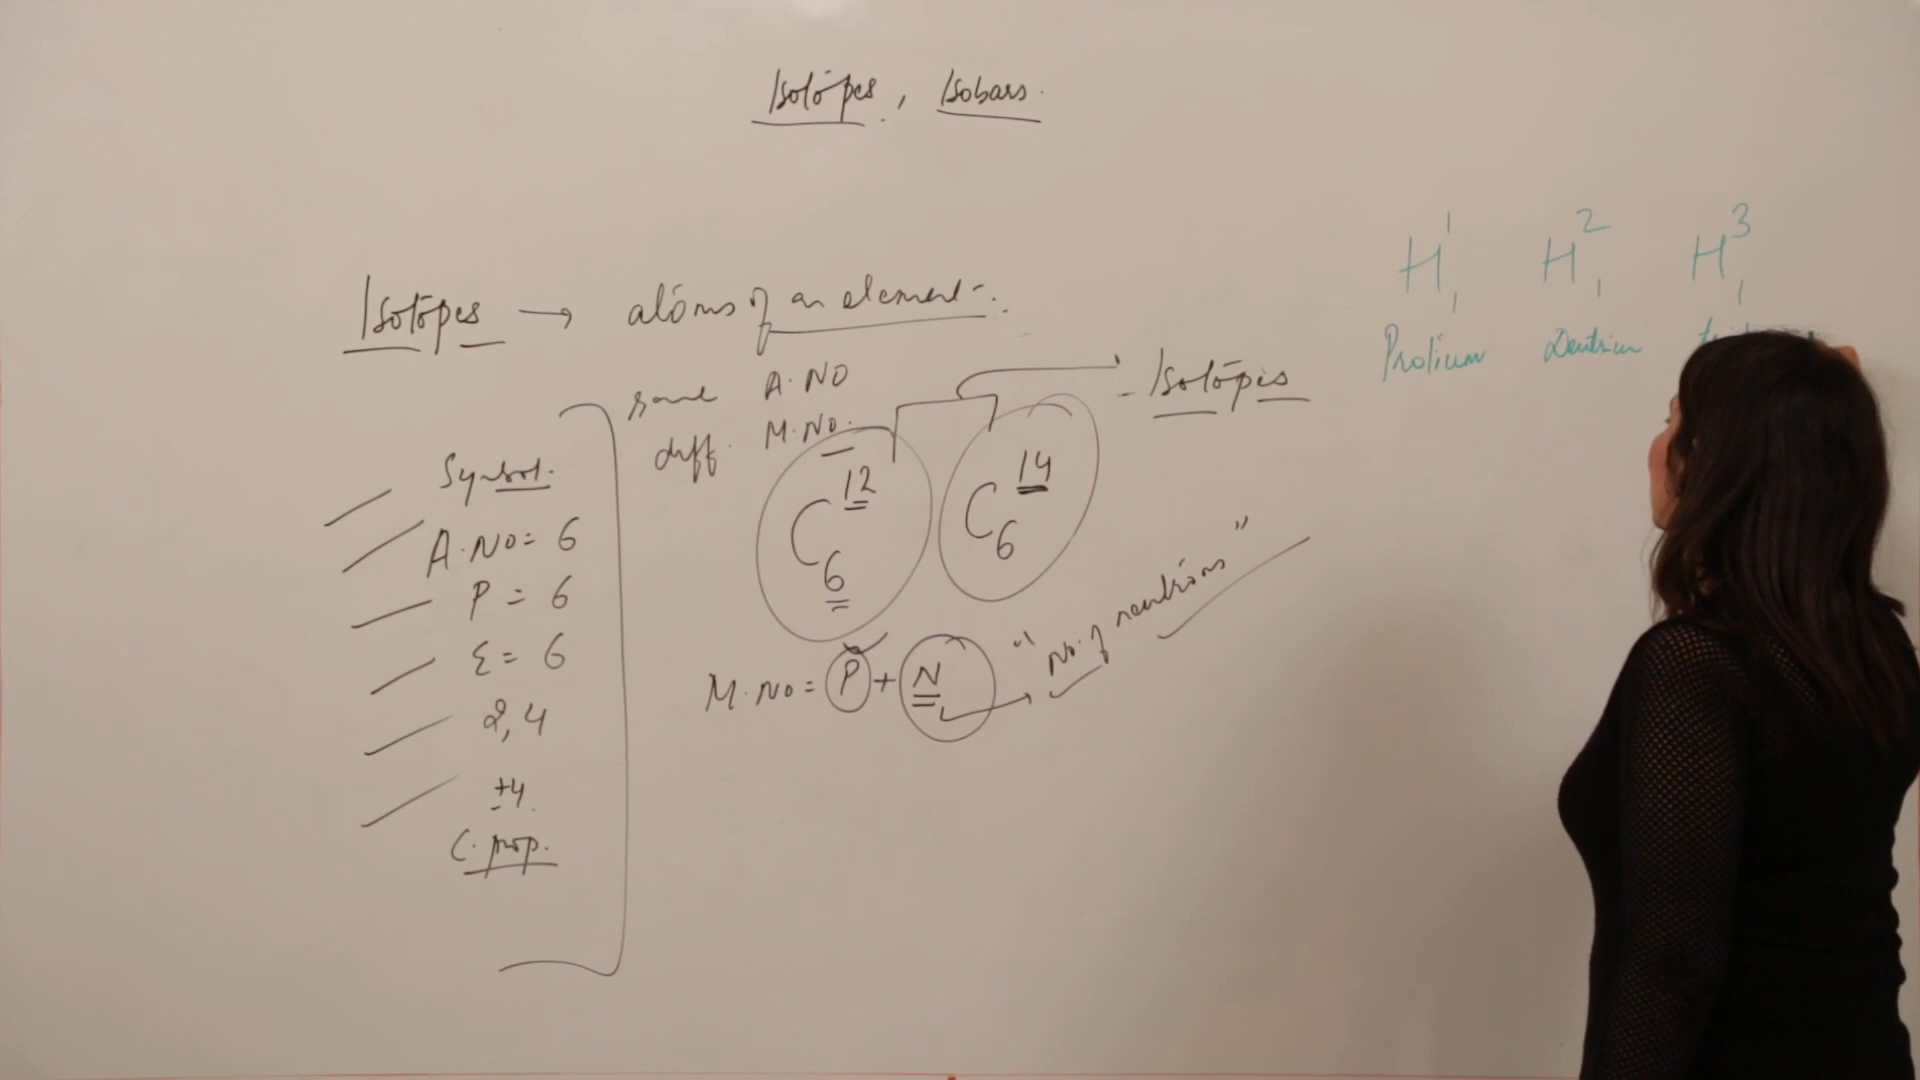 Isotopes, Isobars.
Isotopes → atoms of an element.
same A.NO
diff. M.NO.
Isotopes
C 12 6
C 14 6
M.NO = P + N → "No. of neutrons"
Symbol.
A.NO = 6
P = 6
E = 6
2, 4
+4.
C. prop.
H 1 1
H 2 1
H 3 1
Protium Deutrium